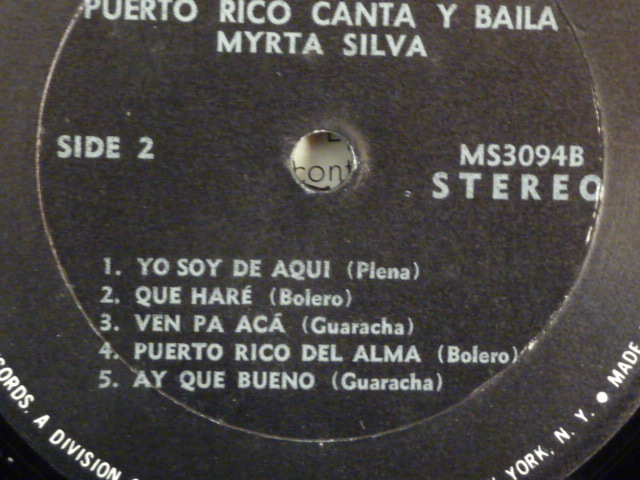 PUERTO RICO CANTA Y BAILA
MYRTA SILVA
SIDE 2
MS3094B
STEREO
cont
1. YO SOY DE AQUI (Plena)
2. QUE HARÉ (Bolero)
3. VEN PA ACÁ (Guaracha)
4. PUERTO RICO DEL ALMA (Bolero)
5. AY QUE BUENO (Guaracha)
CORDS. A DIVISION
YORK, N. Y. ● MADE